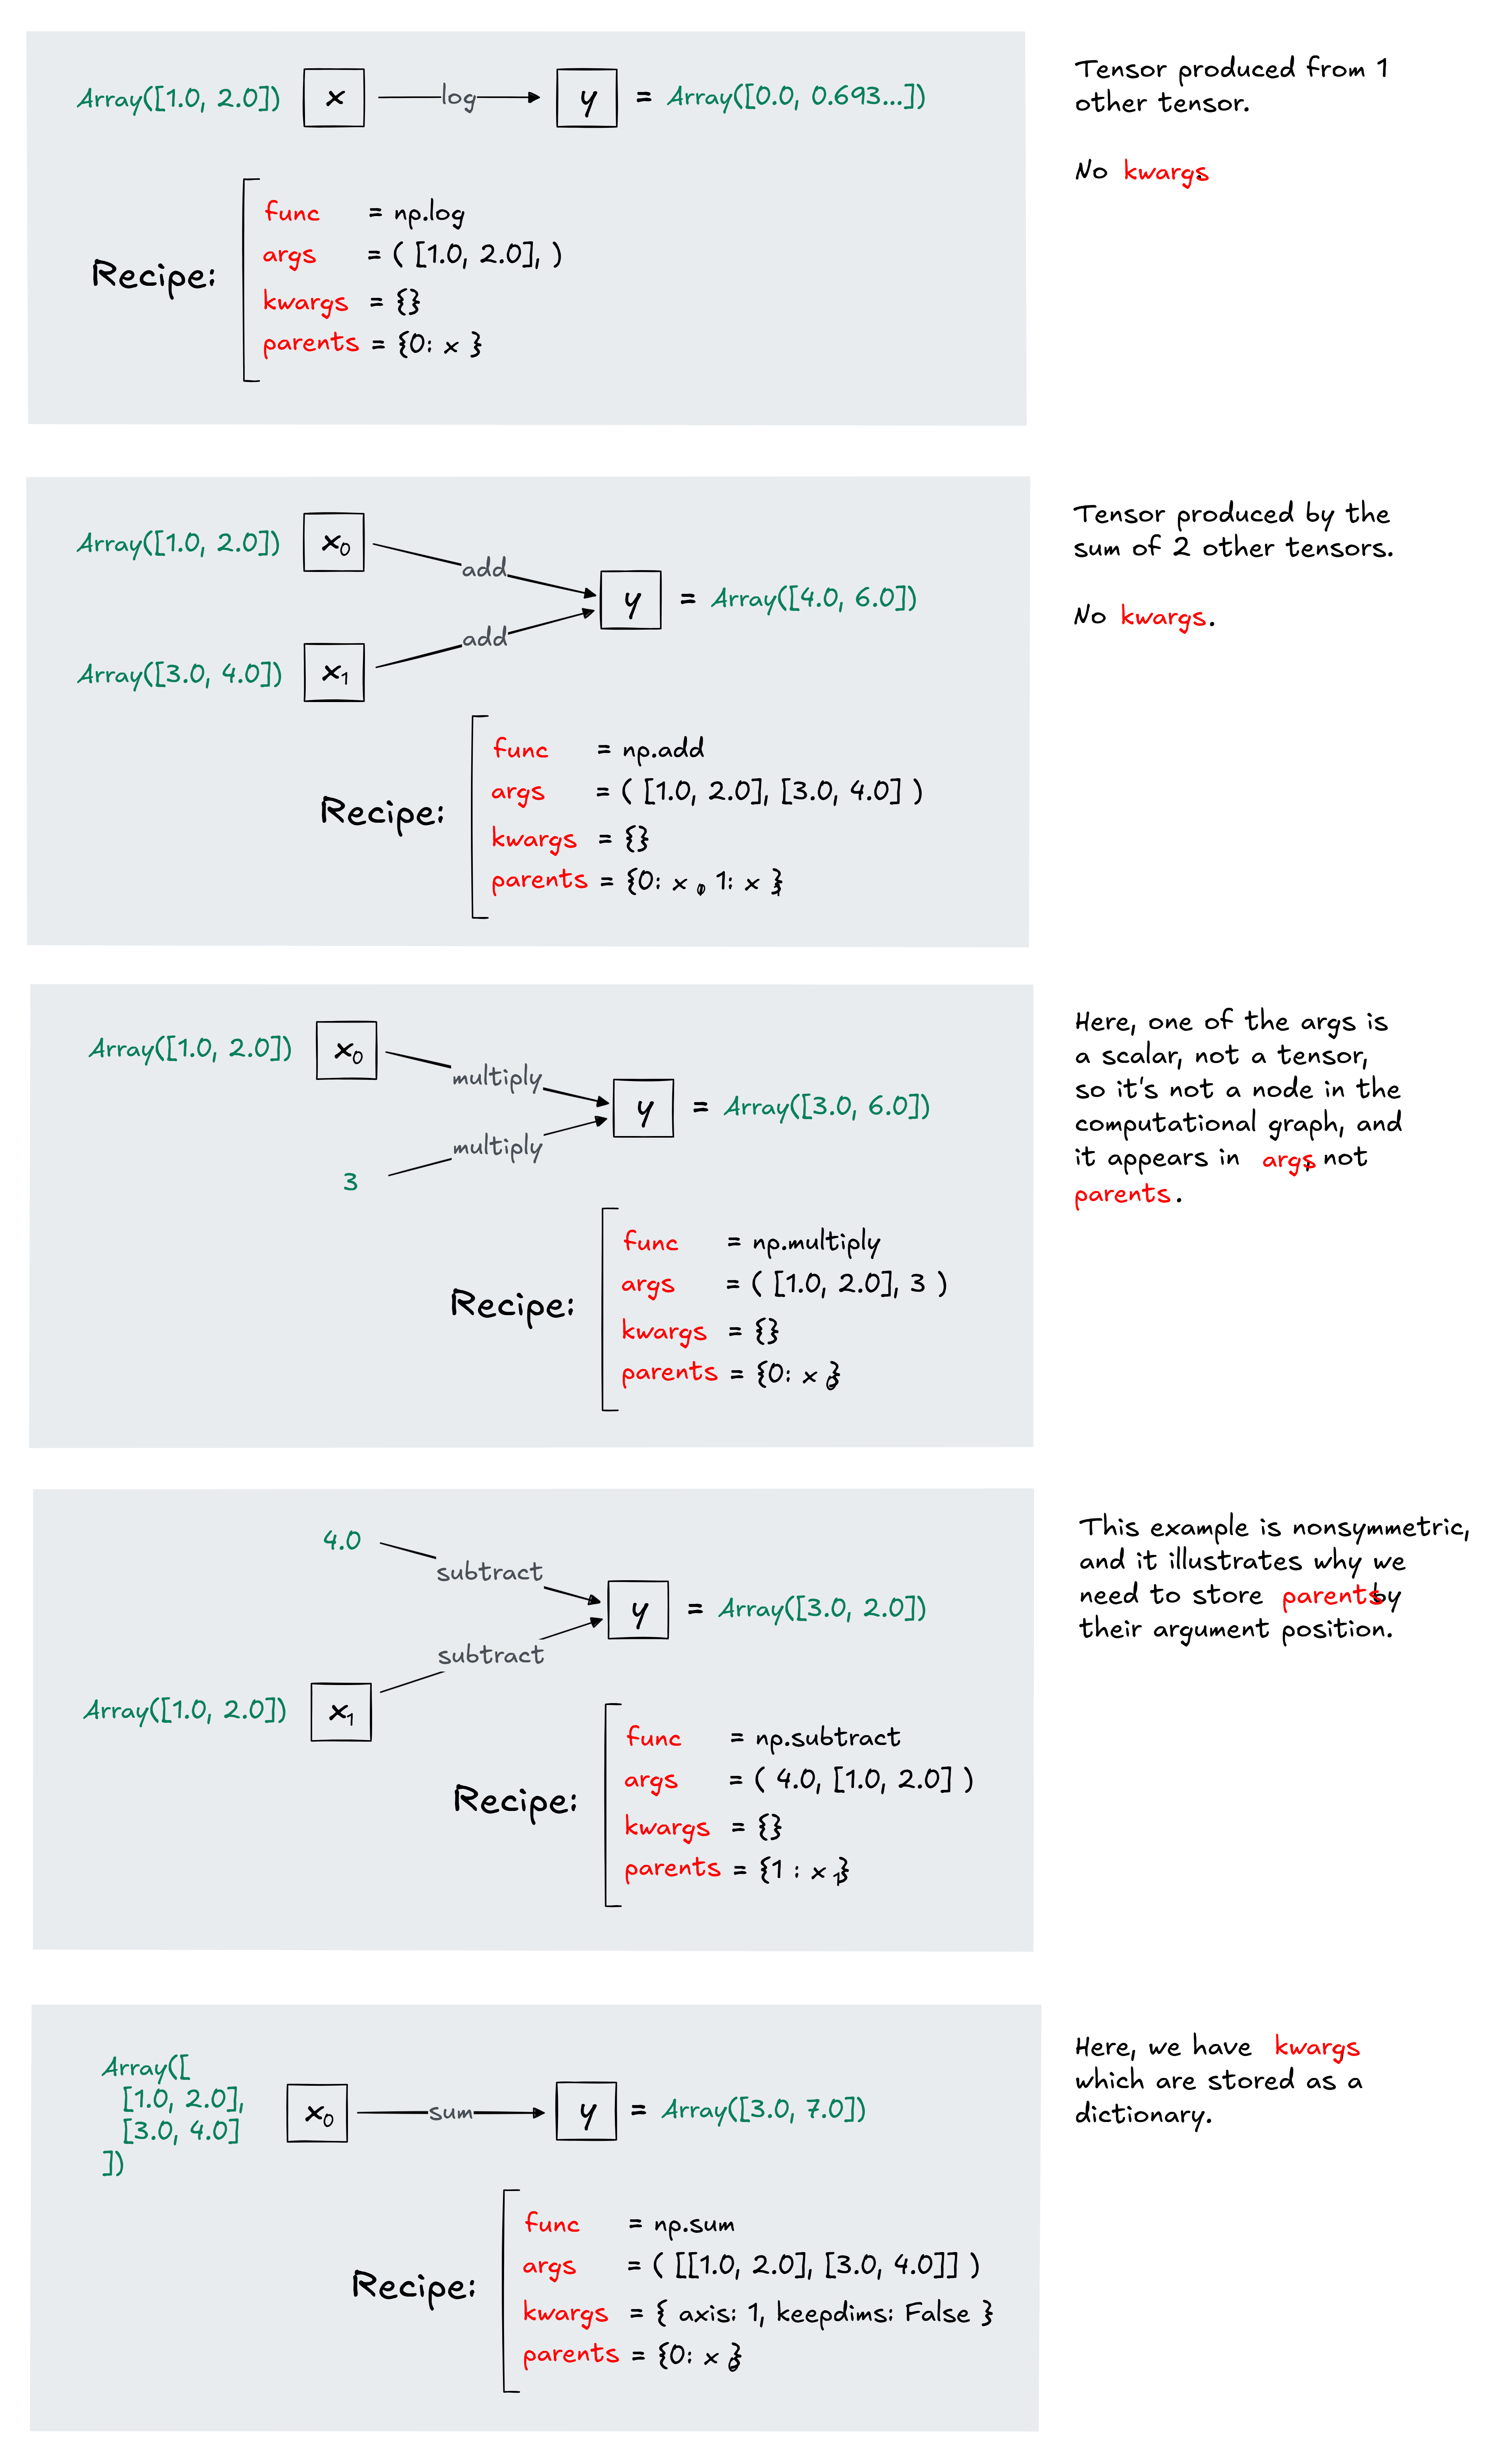 Array([1.0, 2.0]) x log y = Array([0.0, 0.693...])
Tensor produced from 1
other tensor.
No kwargs.
Recipe:
func = np.log
args = ( [1.0, 2.0], )
kwargs = {}
parents = {0: x }
Array([1.0, 2.0]) x0 add
y = Array([4.0, 6.0])
Array([3.0, 4.0]) x1 add
Tensor produced by the
sum of 2 other tensors.
No kwargs.
Recipe:
func = np.add
args = ( [1.0, 2.0], [3.0, 4.0] )
kwargs = {}
parents = {0: x0, 1: x1}
Array([1.0, 2.0]) x0 multiply
y = Array([3.0, 6.0])
3 multiply
Here, one of the args is
a scalar, not a tensor,
so it's not a node in the
computational graph, and
it appears in args, not
parents.
Recipe:
func = np.multiply
args = ( [1.0, 2.0], 3 )
kwargs = {}
parents = {0: x0}
4.0 subtract
y = Array([3.0, 2.0])
Array([1.0, 2.0]) x1 subtract
This example is nonsymmetric,
and it illustrates why we
need to store parents by
their argument position.
Recipe:
func = np.subtract
args = ( 4.0, [1.0, 2.0] )
kwargs = {}
parents = {1 : x1}
Array([
[1.0, 2.0],
[3.0, 4.0]
])
x0 sum y = Array([3.0, 7.0])
Here, we have kwargs
which are stored as a
dictionary.
Recipe:
func = np.sum
args = ( [[1.0, 2.0], [3.0, 4.0]] )
kwargs = { axis: 1, keepdims: False }
parents = {0: x0}